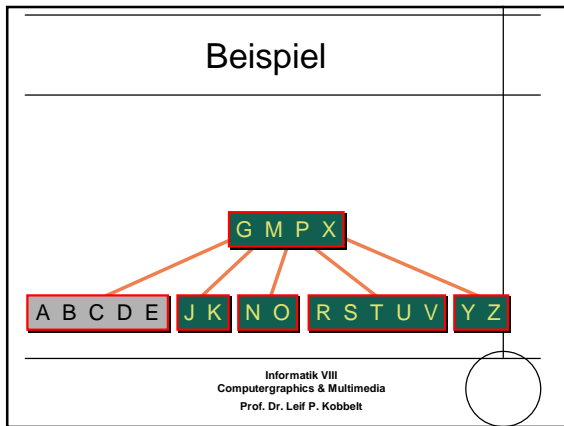 Beispiel
G M P X
A B C D E J K N O R S T U V Y Z
Informatik VIII
Computergraphics & Multimedia
Prof. Dr. Leif P. Kobbelt